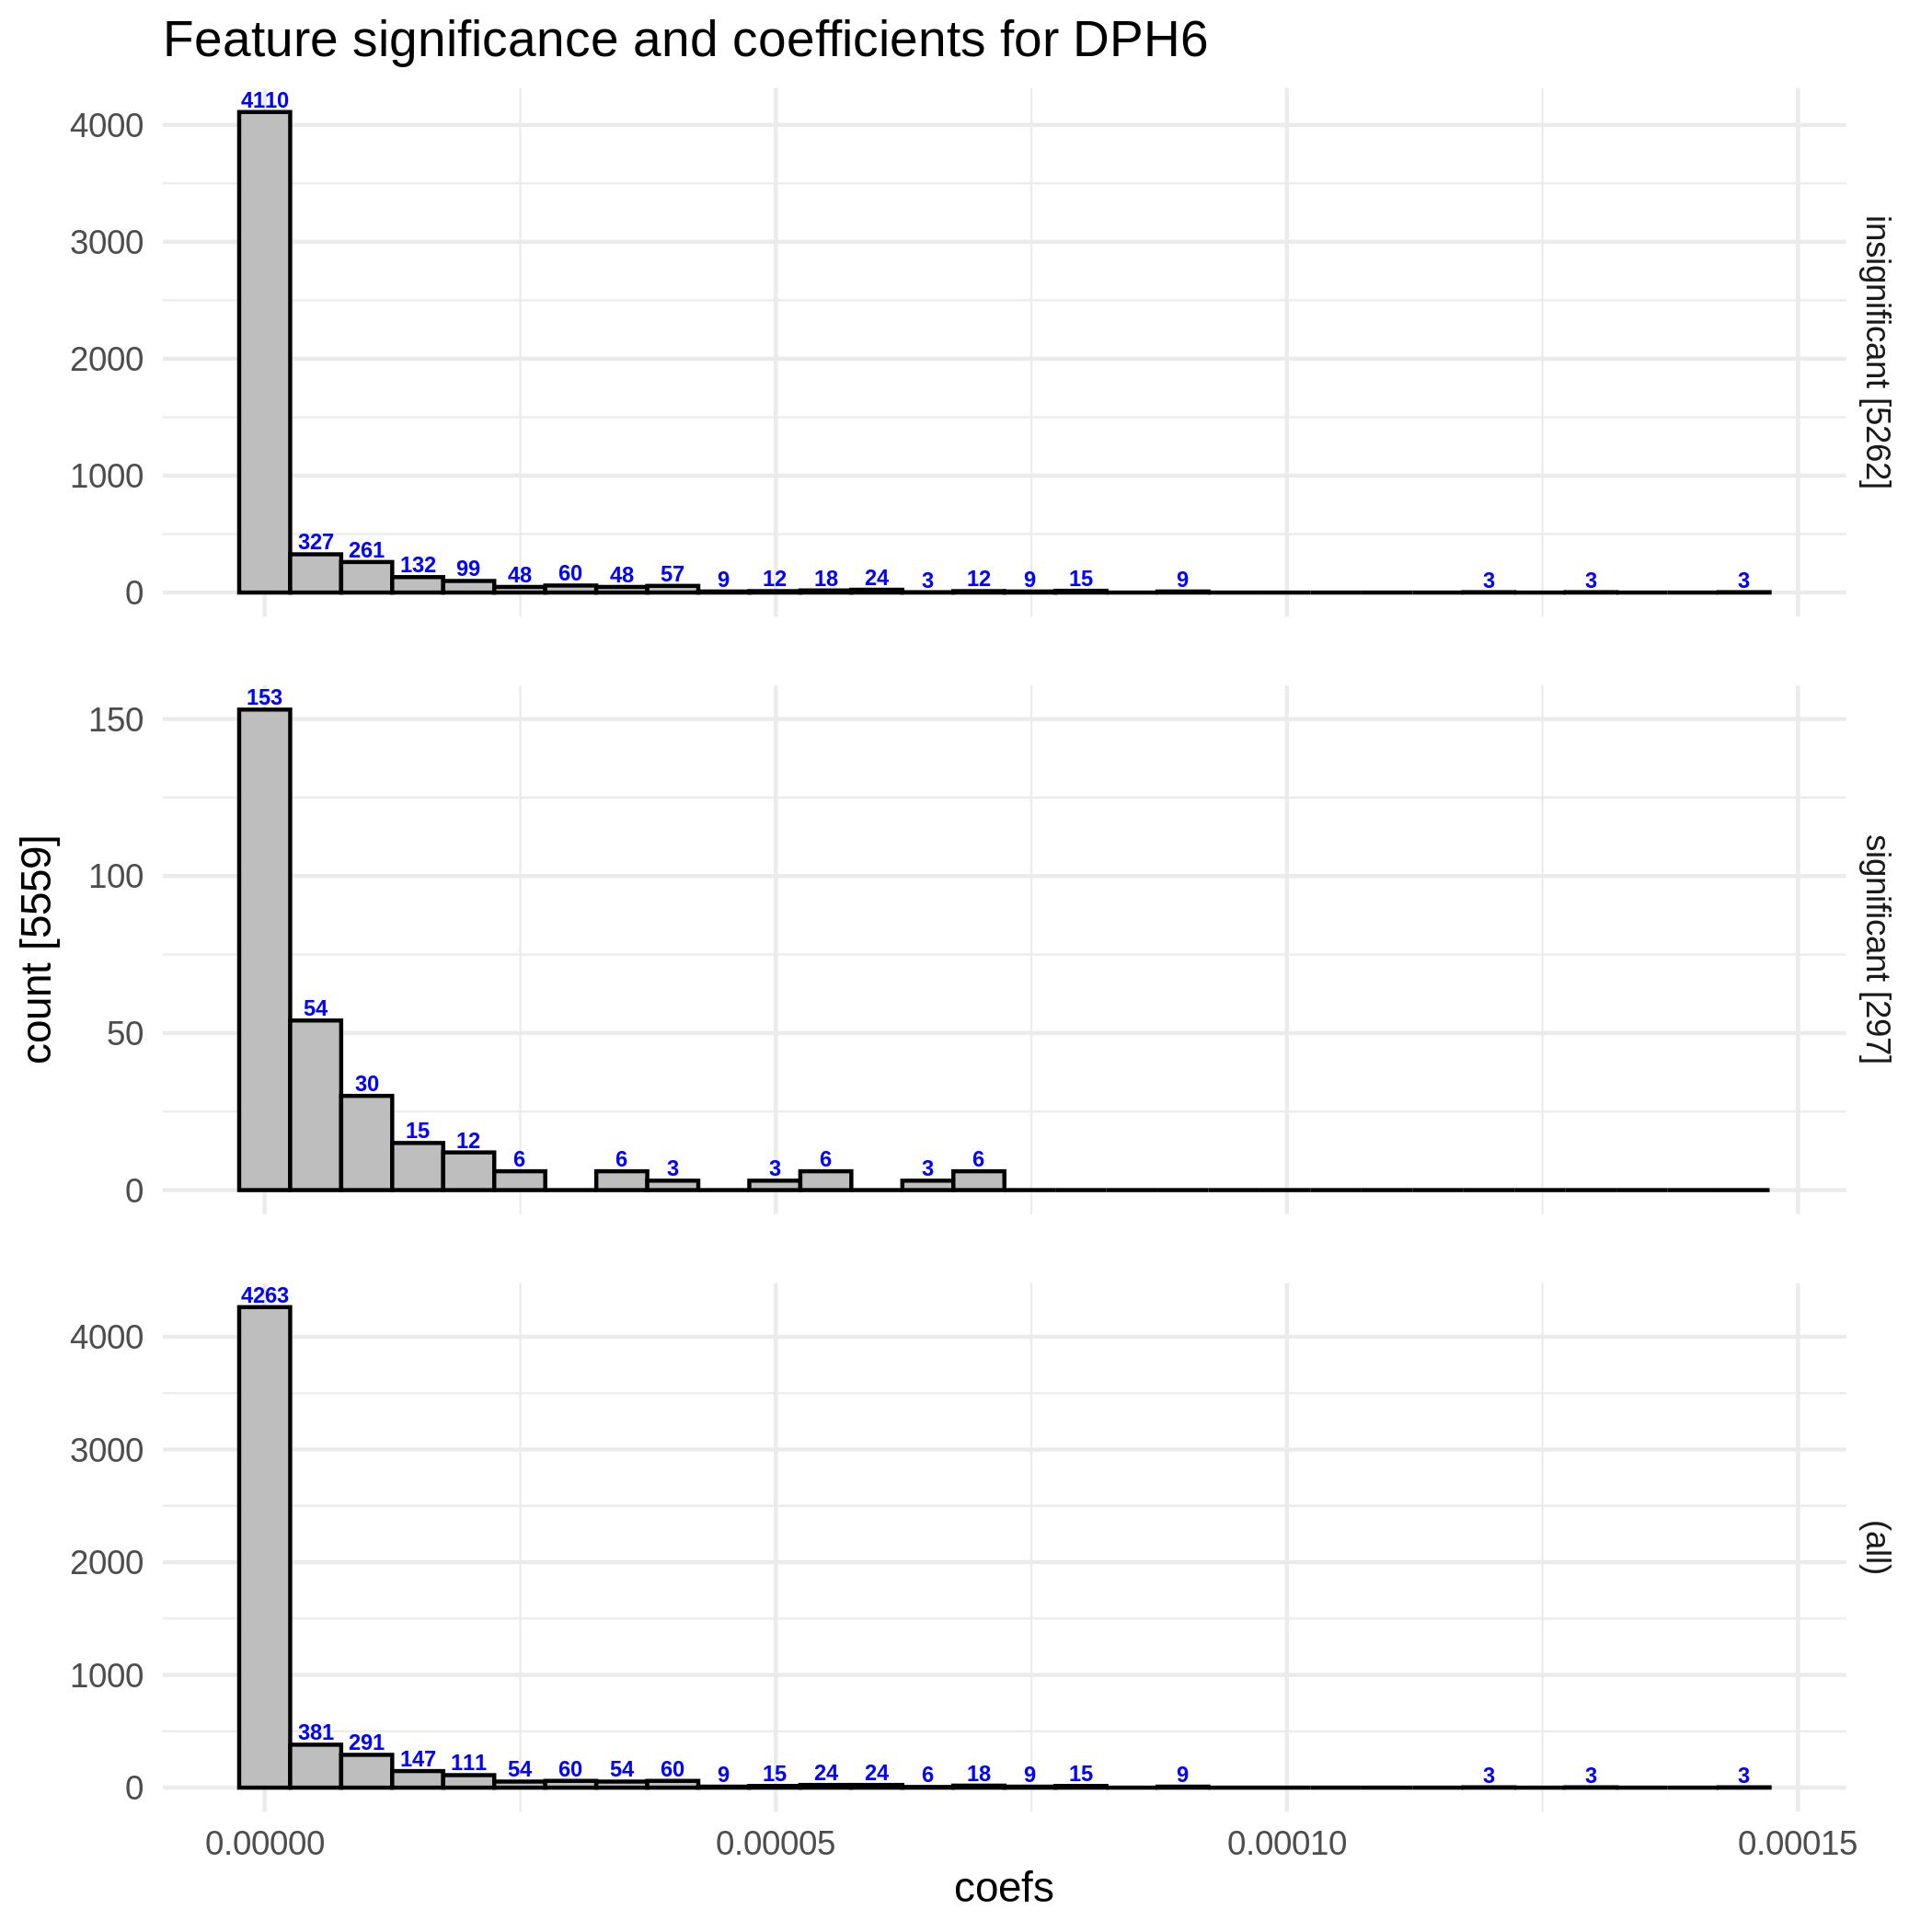 Feature significance and coefficients for DPH6
4110
4000
3000
2000
1000
0
327 261 132 99 48 60 48 57 9 12 18 24 3 12 9 15 9 3 3 3
insignificant [5262]
153
150
100
50
0
54
30
15
12
6 6 3 3 6 3 6
significant [297]
count [5559]
4263
4000
3000
2000
1000
0
381 291 147 111 54 60 54 60 9 15 24 24 6 18 9 15 9 3 3 3
(all)
0.00000 0.00005 0.00010 0.00015
coefs